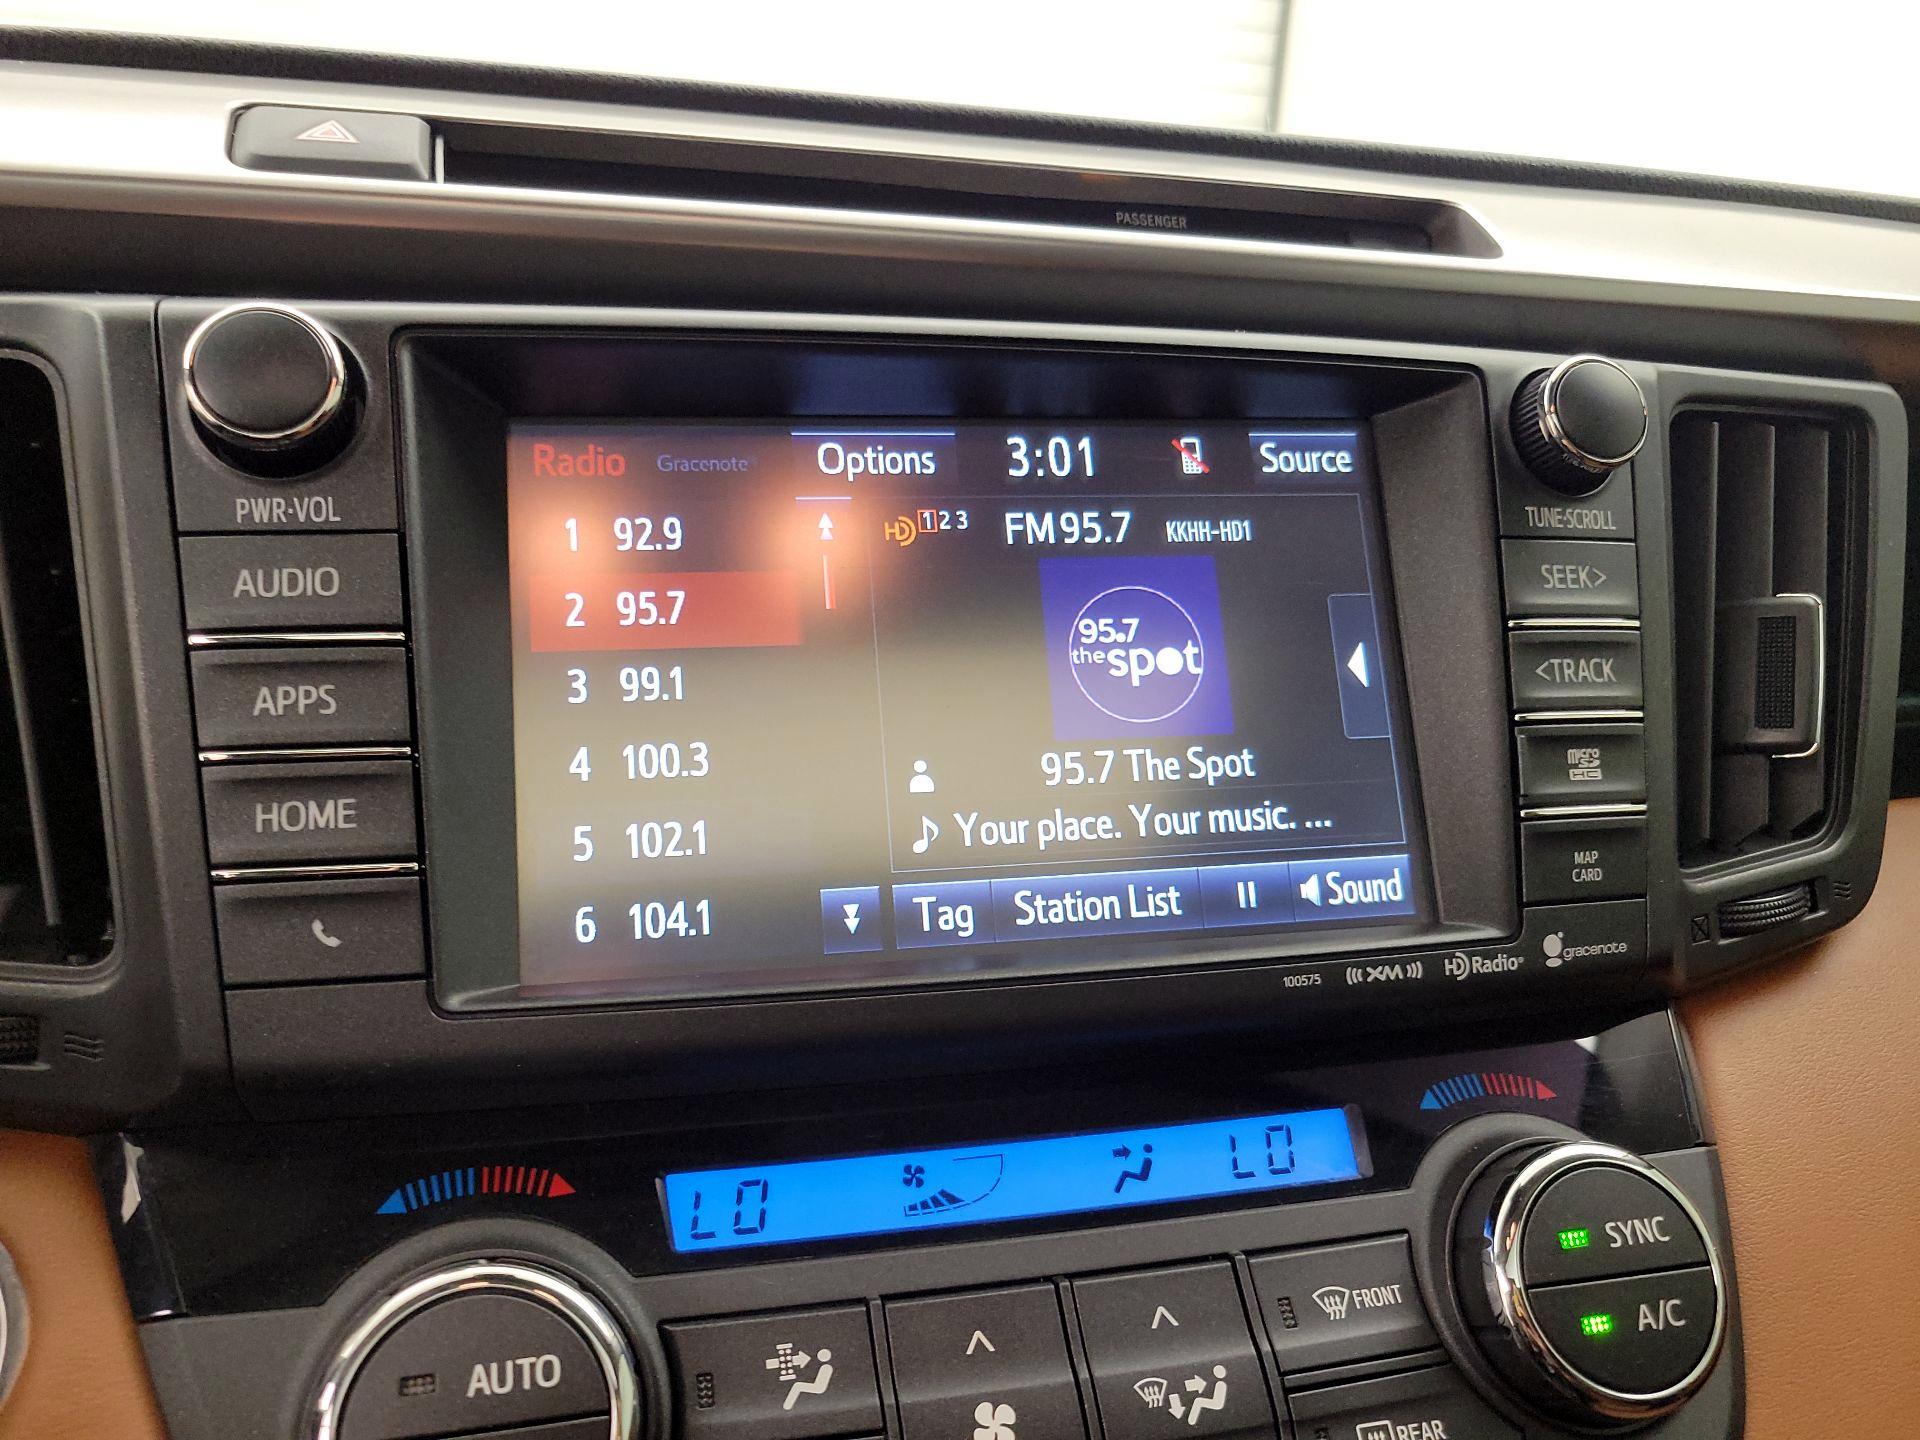 PASSENGER
PWR·VOL
AUDIO
APPS
HOME
Radio Gracenote Options 3:01 Source
1 92.9
2 95.7
3 99.1
4 100.3
5 102.1
6 104.1
HD 1 2 3 FM 95.7 KKHH-HD1
95.7
the spot
95.7 The Spot
Your place. Your music. ...
Tag Station List Sound
TUNE·SCROLL
SEEK>
<TRACK
micro
SD
HC
MAP
CARD
100575 XM HD Radio gracenote
LO LO
SYNC
A/C
FRONT
AUTO
REAR